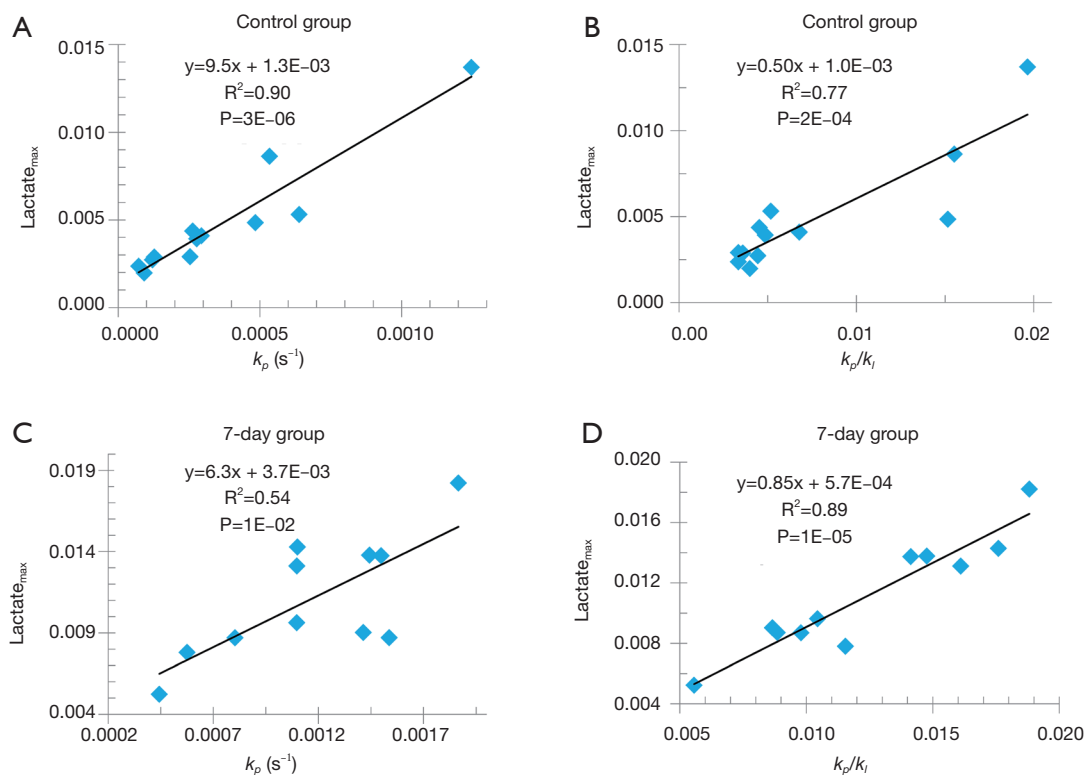 A
Control group
0.015
0.010
0.005
0.000
Lactatemax
y=9.5x + 1.3E−03
R²=0.90
P=3E−06
0.0000 0.0005 0.0010
kp (s⁻¹)
B
Control group
0.015
0.010
0.005
0.000
Lactatemax
y=0.50x + 1.0E−03
R²=0.77
P=2E−04
0.00 0.01 0.02
kp/kl
C
7-day group
0.019
0.014
0.009
0.004
Lactatemax
y=6.3x + 3.7E−03
R²=0.54
P=1E−02
0.0002 0.0007 0.0012 0.0017
kp (s⁻¹)
D
7-day group
0.020
0.016
0.012
0.008
0.004
Lactatemax
y=0.85x + 5.7E−04
R²=0.89
P=1E−05
0.005 0.010 0.015 0.020
kp/kl